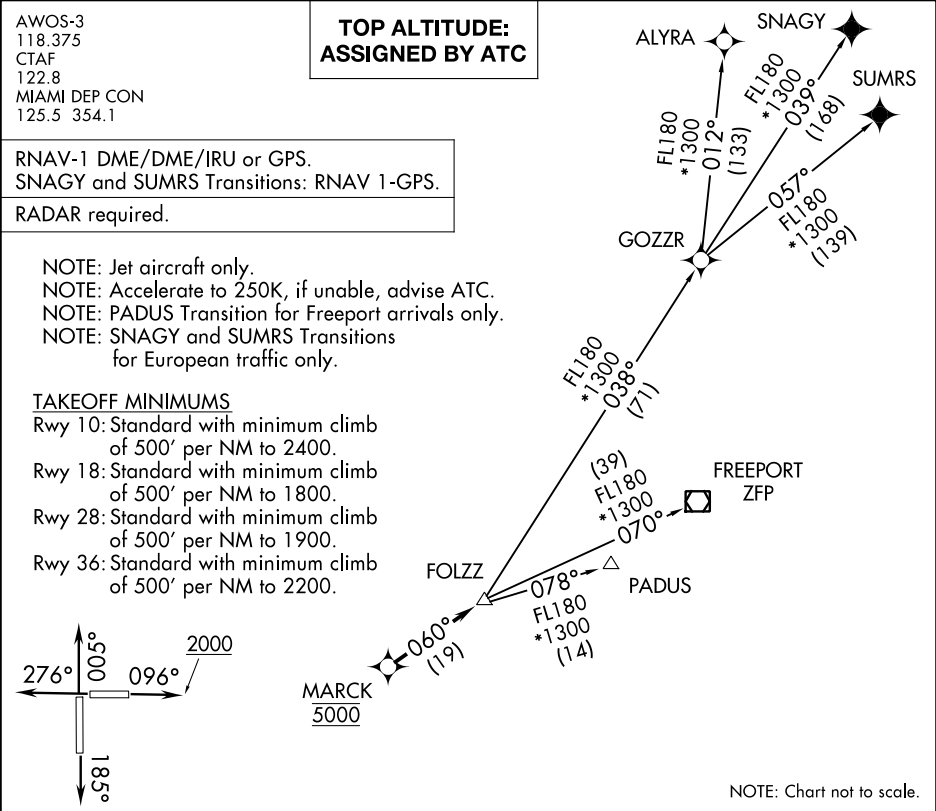 AWOS-3
118.375
CTAF
122.8
MIAMI DEP CON
125.5 354.1
TOP ALTITUDE:
ASSIGNED BY ATC
RNAV-1 DME/DME/IRU or GPS.
SNAGY and SUMRS Transitions: RNAV 1-GPS.
RADAR required.
NOTE: Jet aircraft only.
NOTE: Accelerate to 250K, if unable, advise ATC.
NOTE: PADUS Transition for Freeport arrivals only.
NOTE: SNAGY and SUMRS Transitions
for European traffic only.
TAKEOFF MINIMUMS
Rwy 10: Standard with minimum climb
of 500' per NM to 2400.
Rwy 18: Standard with minimum climb
of 500' per NM to 1800.
Rwy 28: Standard with minimum climb
of 500' per NM to 1900.
Rwy 36: Standard with minimum climb
of 500' per NM to 2200.
ALYRA
SNAGY
SUMRS
FL180
*1300
012°
(133)
FL180
*1300
039°
(168)
057°
FL180
*1300
(139)
GOZZR
FL180
*1300
038°
(71)
(39)
FL180
*1300
070°
FREEPORT
ZFP
FOLZZ
078°
FL180
*1300
(14)
PADUS
060°
(19)
MARCK
5000
276°
005°
096°
2000
185°
NOTE: Chart not to scale.